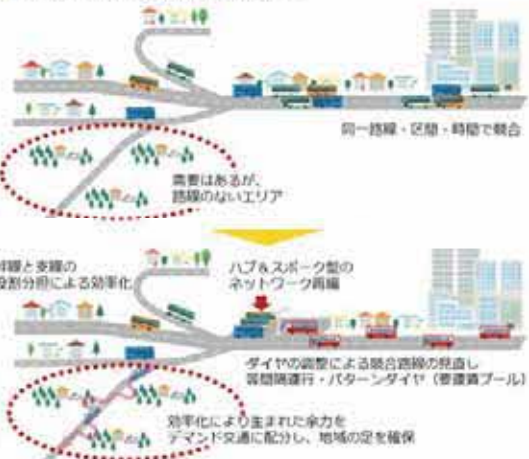 同一路線・区間・時間で競合
需要はあるが、
路線のないエリア
幹線と支線の
役割分担による効率化
ハブ＆スポーク型の
ネットワーク再編
ダイヤの調整による競合路線の見直し
等間隔運行・パターンダイヤ（要運賃プール）
効率化により生まれた余力を
デマンド交通に配分し、地域の足を確保